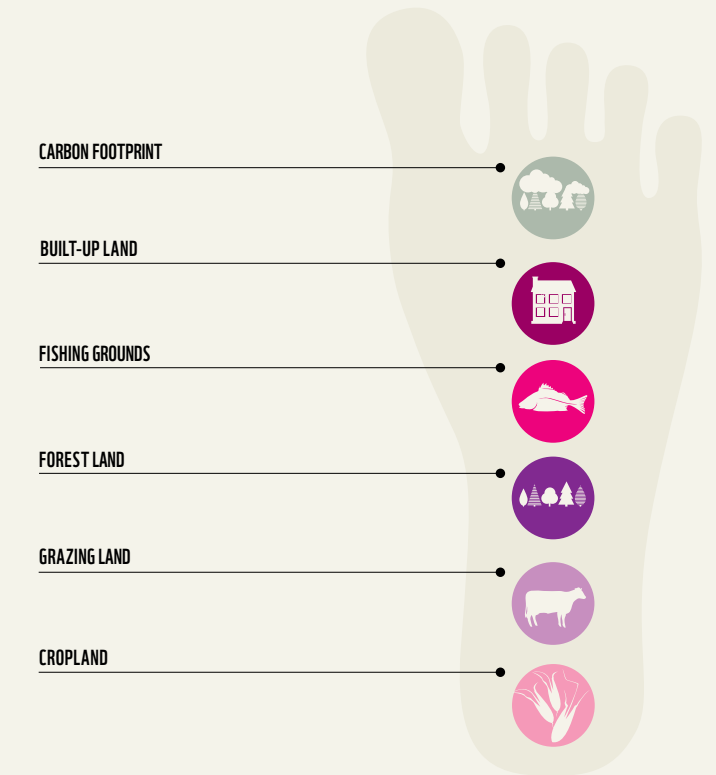 CARBON FOOTPRINT
BUILT-UP LAND
FISHING GROUNDS
FOREST LAND
GRAZING LAND
CROPLAND